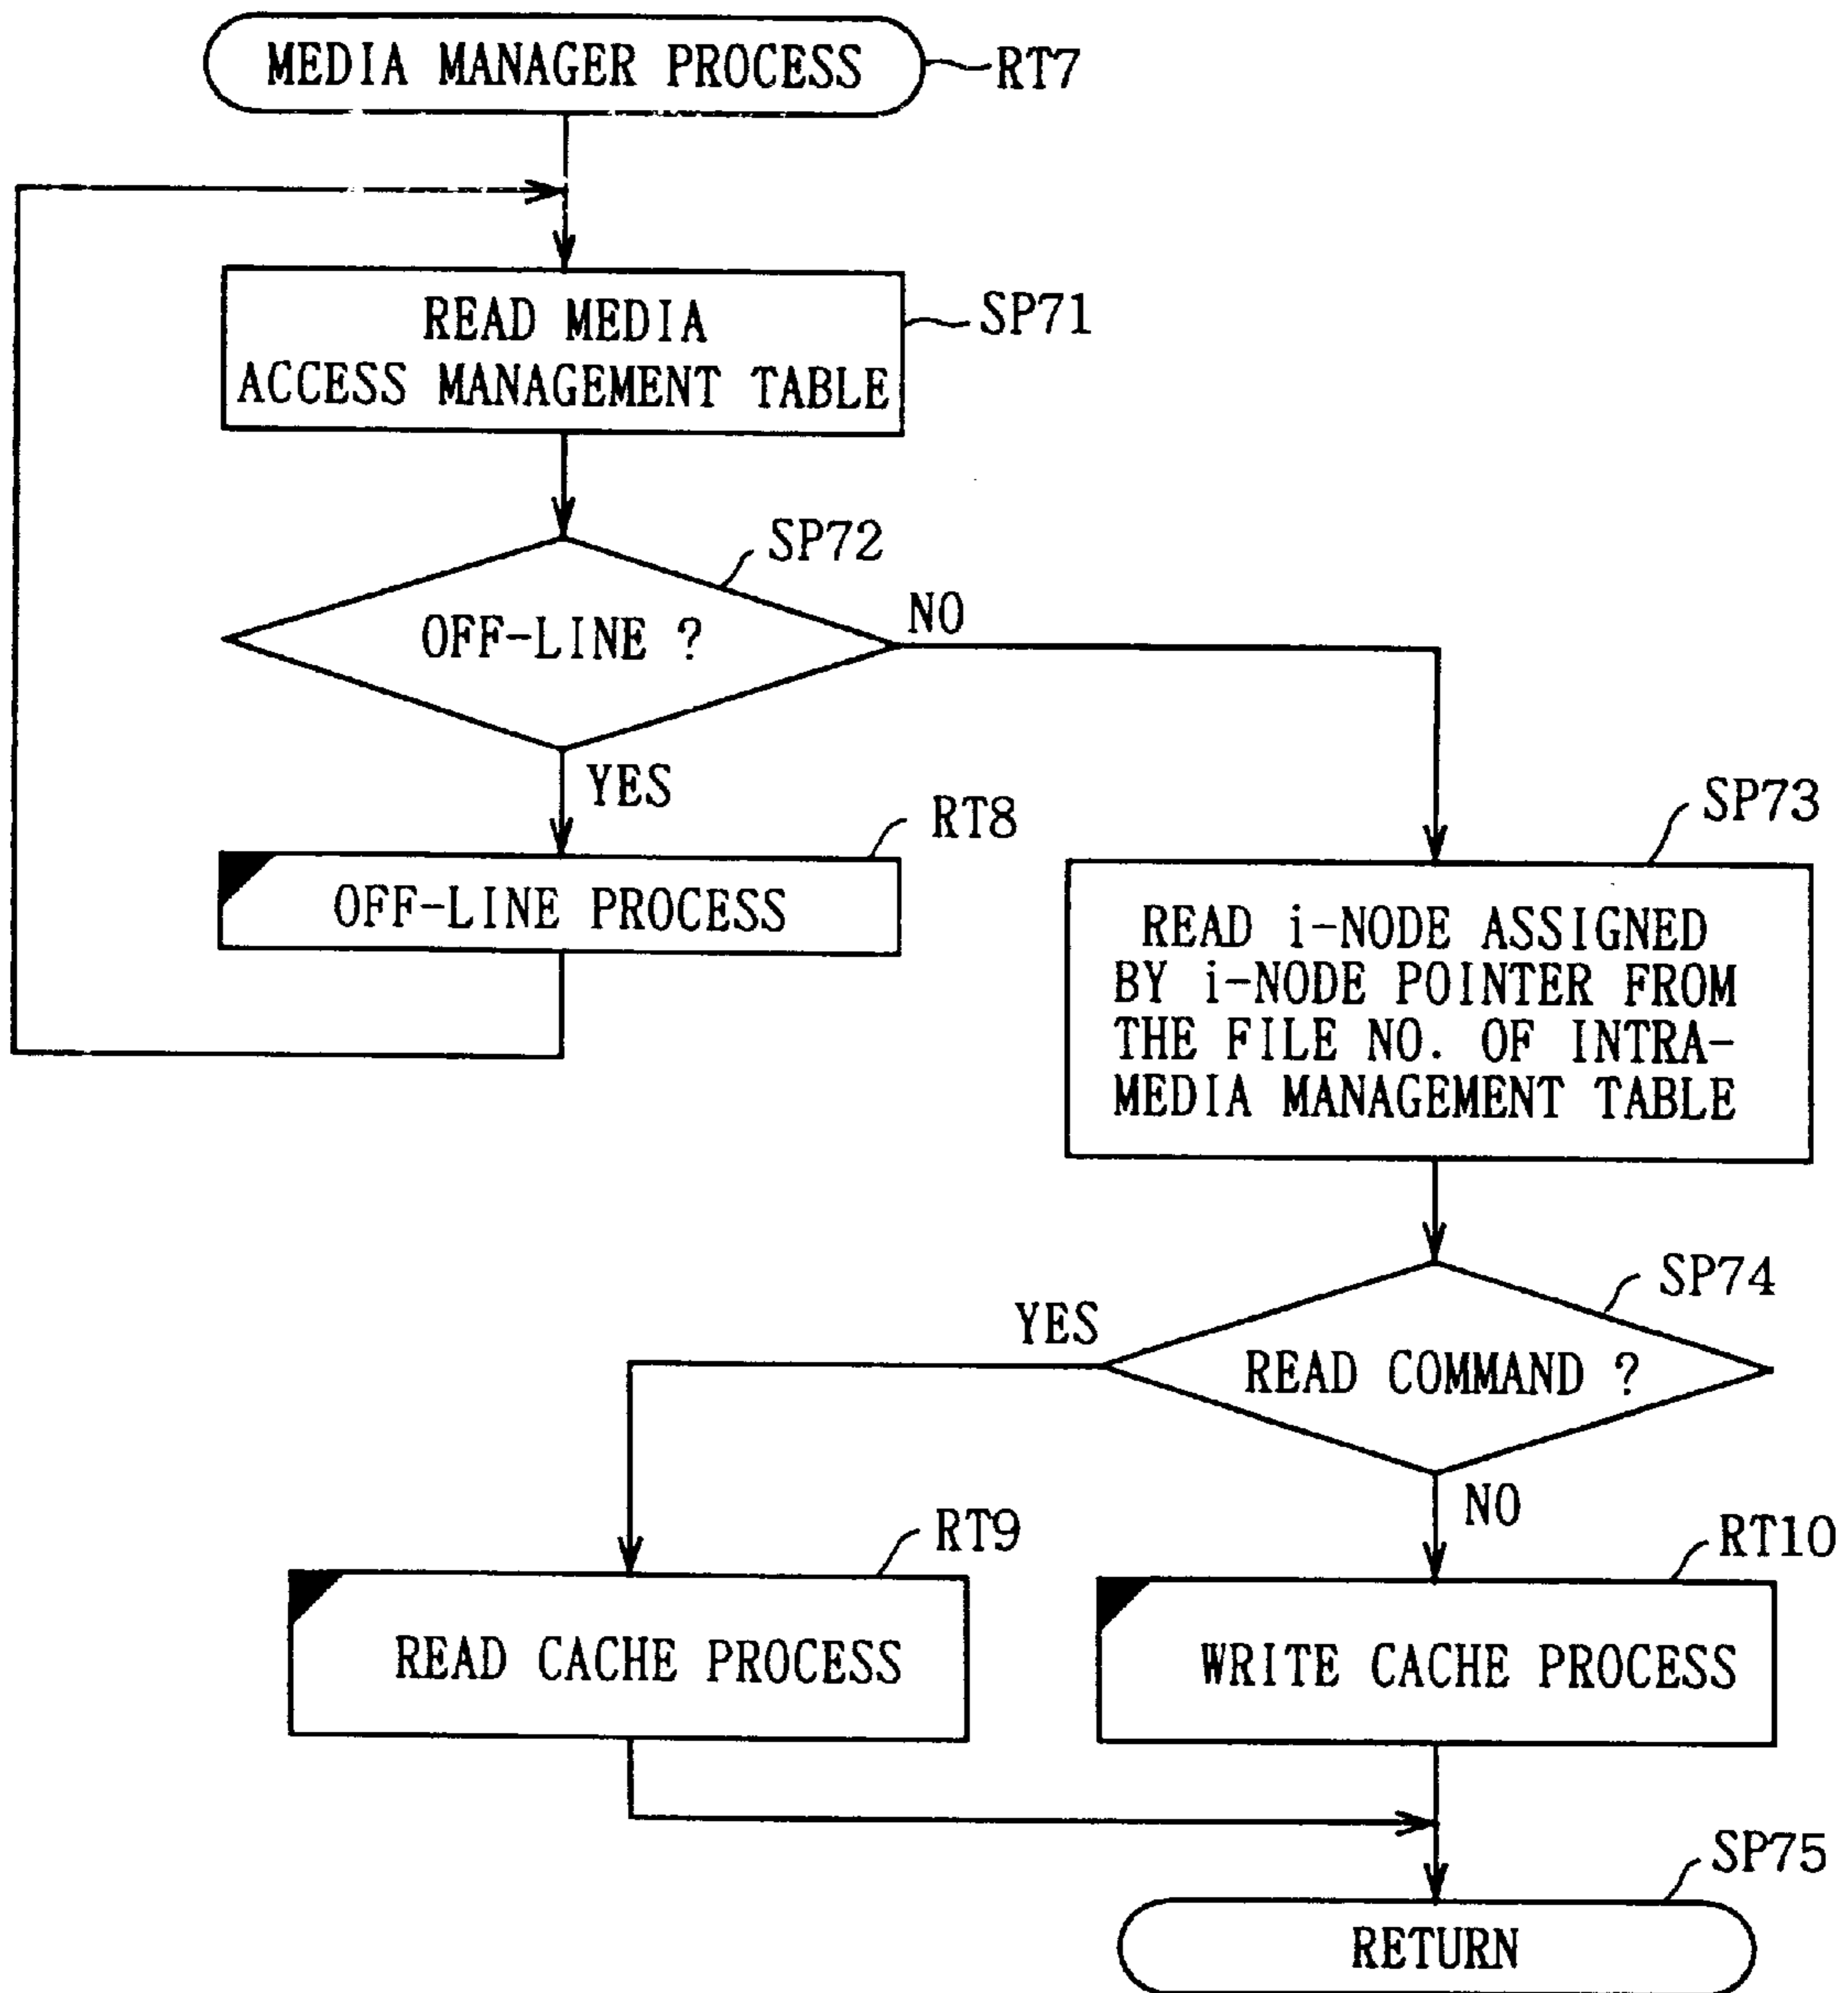 MEDIA MANAGER PROCESS
RT7
READ MEDIA
ACCESS MANAGEMENT TABLE
SP71
SP72
OFF-LINE ?
NO
YES
RT8
OFF-LINE PROCESS
SP73
READ i-NODE ASSIGNED
BY i-NODE POINTER FROM
THE FILE NO. OF INTRA-
MEDIA MANAGEMENT TABLE
SP74
YES
READ COMMAND ?
NO
RT9
RT10
READ CACHE PROCESS
WRITE CACHE PROCESS
SP75
RETURN